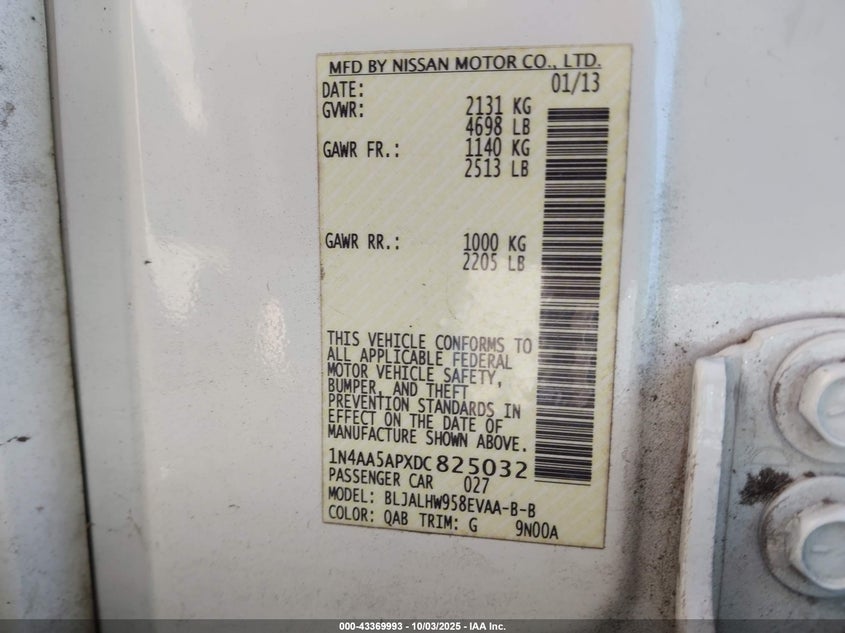 MFD BY NISSAN MOTOR CO., LTD.
DATE: 01/13
GVWR: 2131 KG
4698 LB
GAWR FR.: 1140 KG
2513 LB
GAWR RR.: 1000 KG
2205 LB
THIS VEHICLE CONFORMS TO
ALL APPLICABLE FEDERAL
MOTOR VEHICLE SAFETY,
BUMPER, AND THEFT
PREVENTION STANDARDS IN
EFFECT ON THE DATE OF
MANUFACTURE SHOWN ABOVE.
1N4AA5APXDC825032
PASSENGER CAR 027
MODEL: BLJALHW958EVAA-B-B
COLOR: QAB TRIM: G 9N00A
000-43369993 - 10/03/2025 - IAA Inc.